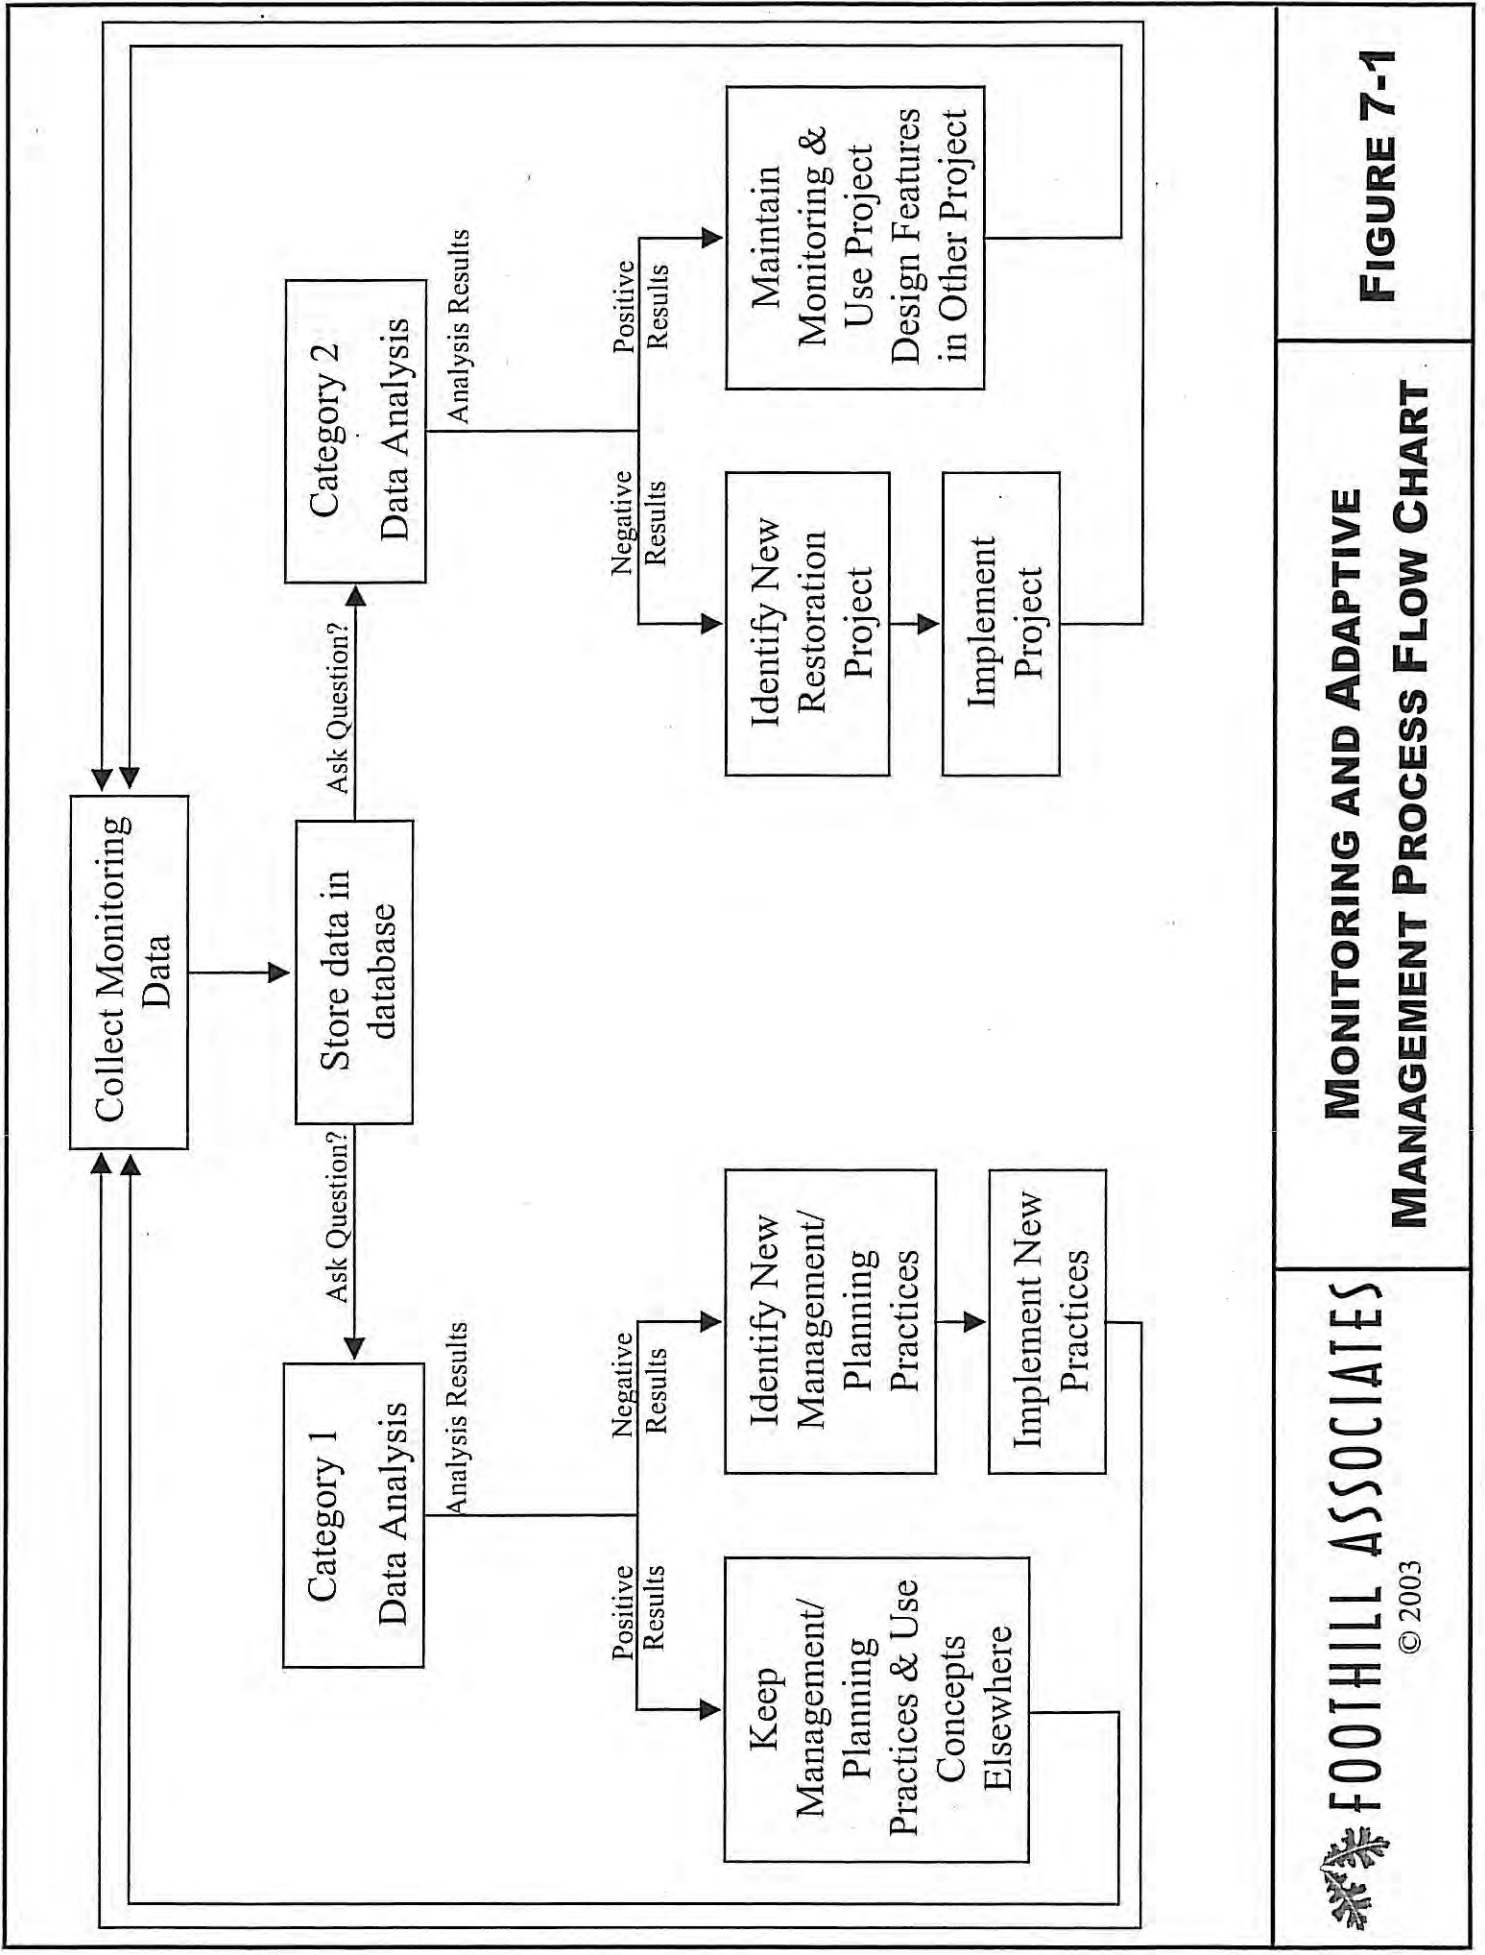 Collect Monitoring
Data
Store data in
database
Ask Question?
Ask Question?
Category 1
Data Analysis
Analysis Results
Positive
Results
Negative
Results
Keep
Management/
Planning
Practices & Use
Concepts
Elsewhere
Identify New
Management/
Planning
Practices
Implement New
Practices
Category 2
Data Analysis
Analysis Results
Negative
Results
Positive
Results
Identify New
Restoration
Project
Implement
Project
Maintain
Monitoring &
Use Project
Design Features
in Other Project
FOOTHILL ASSOCIATES
© 2003
MONITORING AND ADAPTIVE
MANAGEMENT PROCESS FLOW CHART
FIGURE 7-1